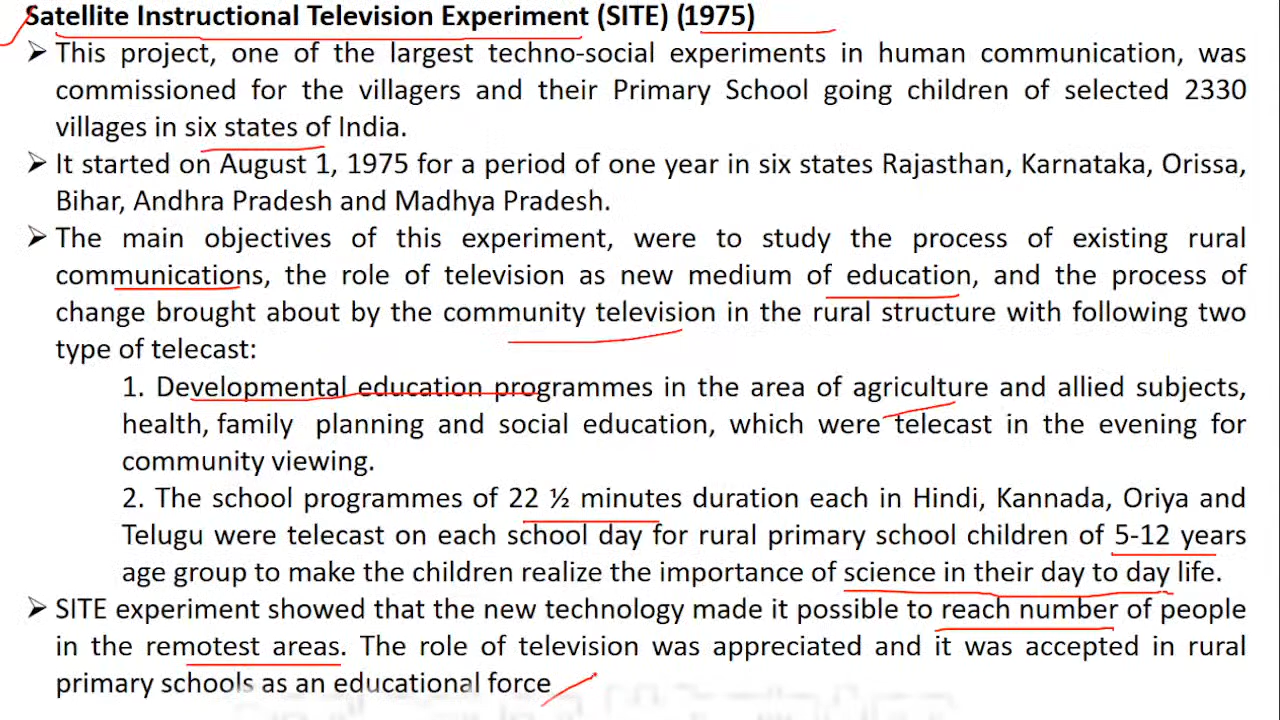 Satellite Instructional Television Experiment (SITE) (1975)
➢ This project, one of the largest techno-social experiments in human communication, was
commissioned for the villagers and their Primary School going children of selected 2330
villages in six states of India.
➢ It started on August 1, 1975 for a period of one year in six states Rajasthan, Karnataka, Orissa,
Bihar, Andhra Pradesh and Madhya Pradesh.
➢ The main objectives of this experiment, were to study the process of existing rural
communications, the role of television as new medium of education, and the process of
change brought about by the community television in the rural structure with following two
type of telecast:
1. Developmental education programmes in the area of agriculture and allied subjects,
health, family planning and social education, which were telecast in the evening for
community viewing.
2. The school programmes of 22 ½ minutes duration each in Hindi, Kannada, Oriya and
Telugu were telecast on each school day for rural primary school children of 5-12 years
age group to make the children realize the importance of science in their day to day life.
➢ SITE experiment showed that the new technology made it possible to reach number of people
in the remotest areas. The role of television was appreciated and it was accepted in rural
primary schools as an educational force